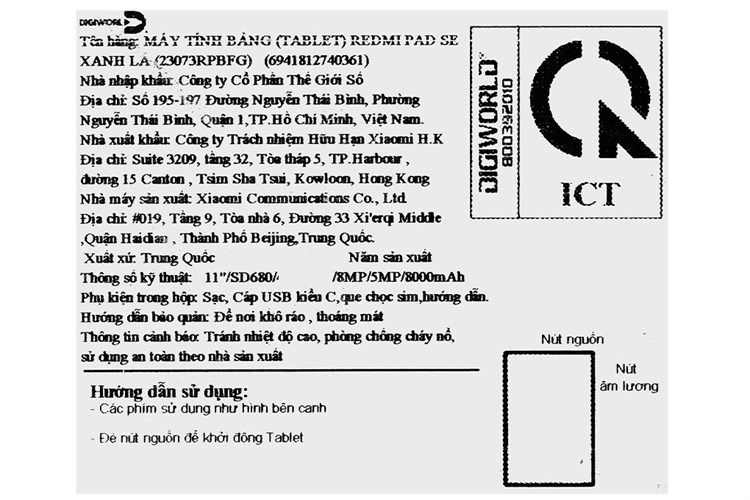 DIGIWORLD
Tên hàng: MÁY TÍNH BẢNG (TABLET) REDMI PAD SE
XANH LÁ (23073RPBFG) (6941812740361)
Nhà nhập khẩu: Công ty Cổ Phần Thế Giới Số
Địa chỉ: Số 195-197 Đường Nguyễn Thái Bình, Phường
Nguyễn Thái Bình, Quận 1,TP.Hồ Chí Minh, Việt Nam.
Nhà xuất khẩu: Công ty Trách nhiệm Hữu Hạn Xiaomi H.K
Địa chỉ: Suite 3209, tầng 32, Tòa tháp 5, TP.Harbour ,
đường 15 Canton , Tsim Sha Tsui, Kowloon, Hong Kong
Nhà máy sản xuất: Xiaomi Communications Co., Ltd.
Địa chỉ: #019, Tầng 9, Tòa nhà 6, Đường 33 Xi'erqi Middle
,Quận Haidian , Thành Phố Beijing,Trung Quốc.
Xuất xứ: Trung Quốc Năm sản xuất
Thông số kỹ thuật: 11"/SD680/ /8MP/5MP/8000mAh
Phụ kiện trong hộp: Sạc, Cáp USB kiểu C,que chọc sim,hướng dẫn.
Hướng dẫn bảo quản: Để nơi khô ráo , thoáng mát
Thông tin cảnh báo: Tránh nhiệt độ cao, phòng chống cháy nổ,
sử dụng an toàn theo nhà sản xuất
DIGIWORLD
8003392010
ICT
Hướng dẫn sử dụng:
- Các phím sử dụng như hình bên cạnh
- Đè nút nguồn để khởi động Tablet
Nút nguồn
Nút
âm lượng